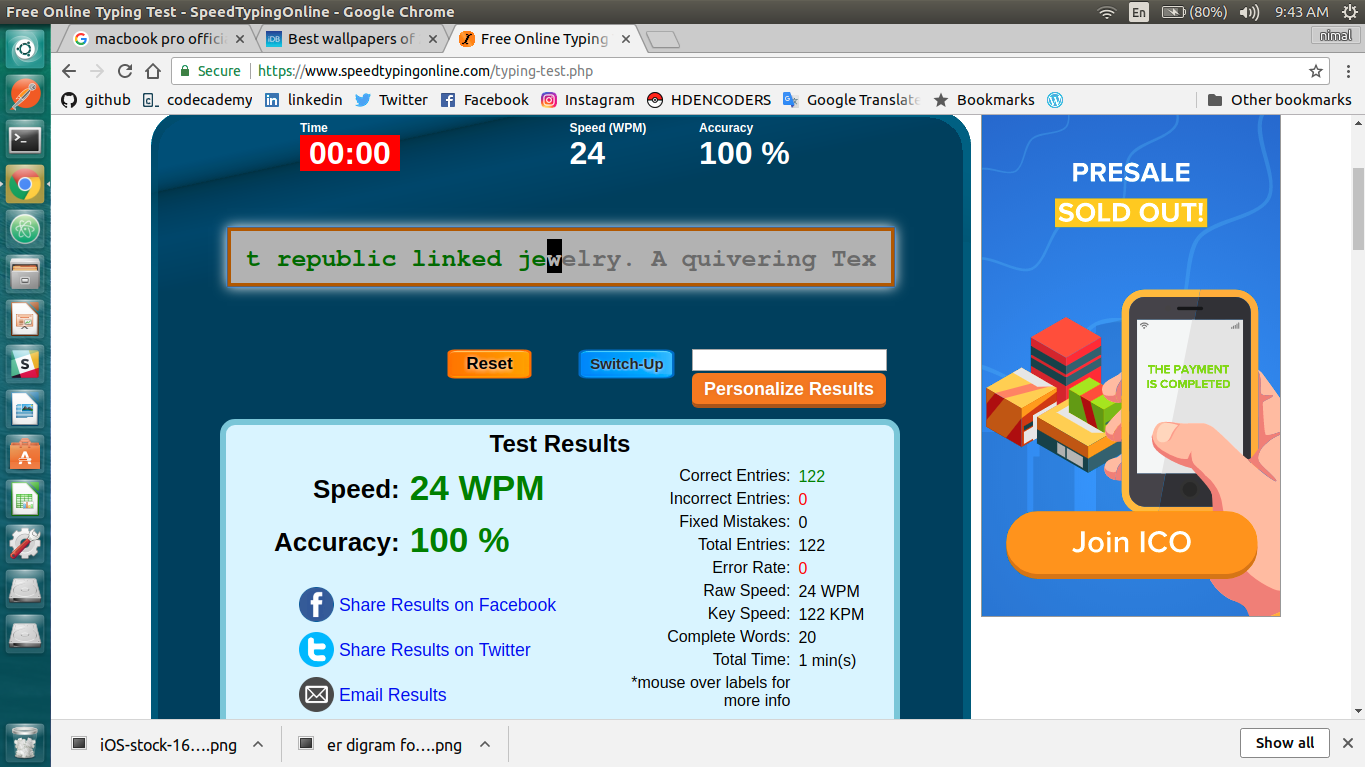 Free Online Typing Test - SpeedTypingOnline - Google Chrome
En (80%) 9:43 AM
macbook pro offici
Best wallpapers of
Free Online Typing
nimal
Secure https://www.speedtypingonline.com/typing-test.php
github codecademy linkedin Twitter Facebook Instagram HDENCODERS Google Translate Bookmarks Other bookmarks
Time Speed (WPM) Accuracy
00:00 24 100 %
t republic linked jewelry. A quivering Tex
Reset Switch-Up
Personalize Results
Test Results
Speed: 24 WPM
Accuracy: 100 %
Share Results on Facebook
Share Results on Twitter
Email Results
Correct Entries: 122
Incorrect Entries: 0
Fixed Mistakes: 0
Total Entries: 122
Error Rate: 0
Raw Speed: 24 WPM
Key Speed: 122 KPM
Complete Words: 20
Total Time: 1 min(s)
*mouse over labels for
more info
PRESALE
SOLD OUT!
THE PAYMENT
IS COMPLETED
Join ICO
iOS-stock-16....png er digram fo....png Show all